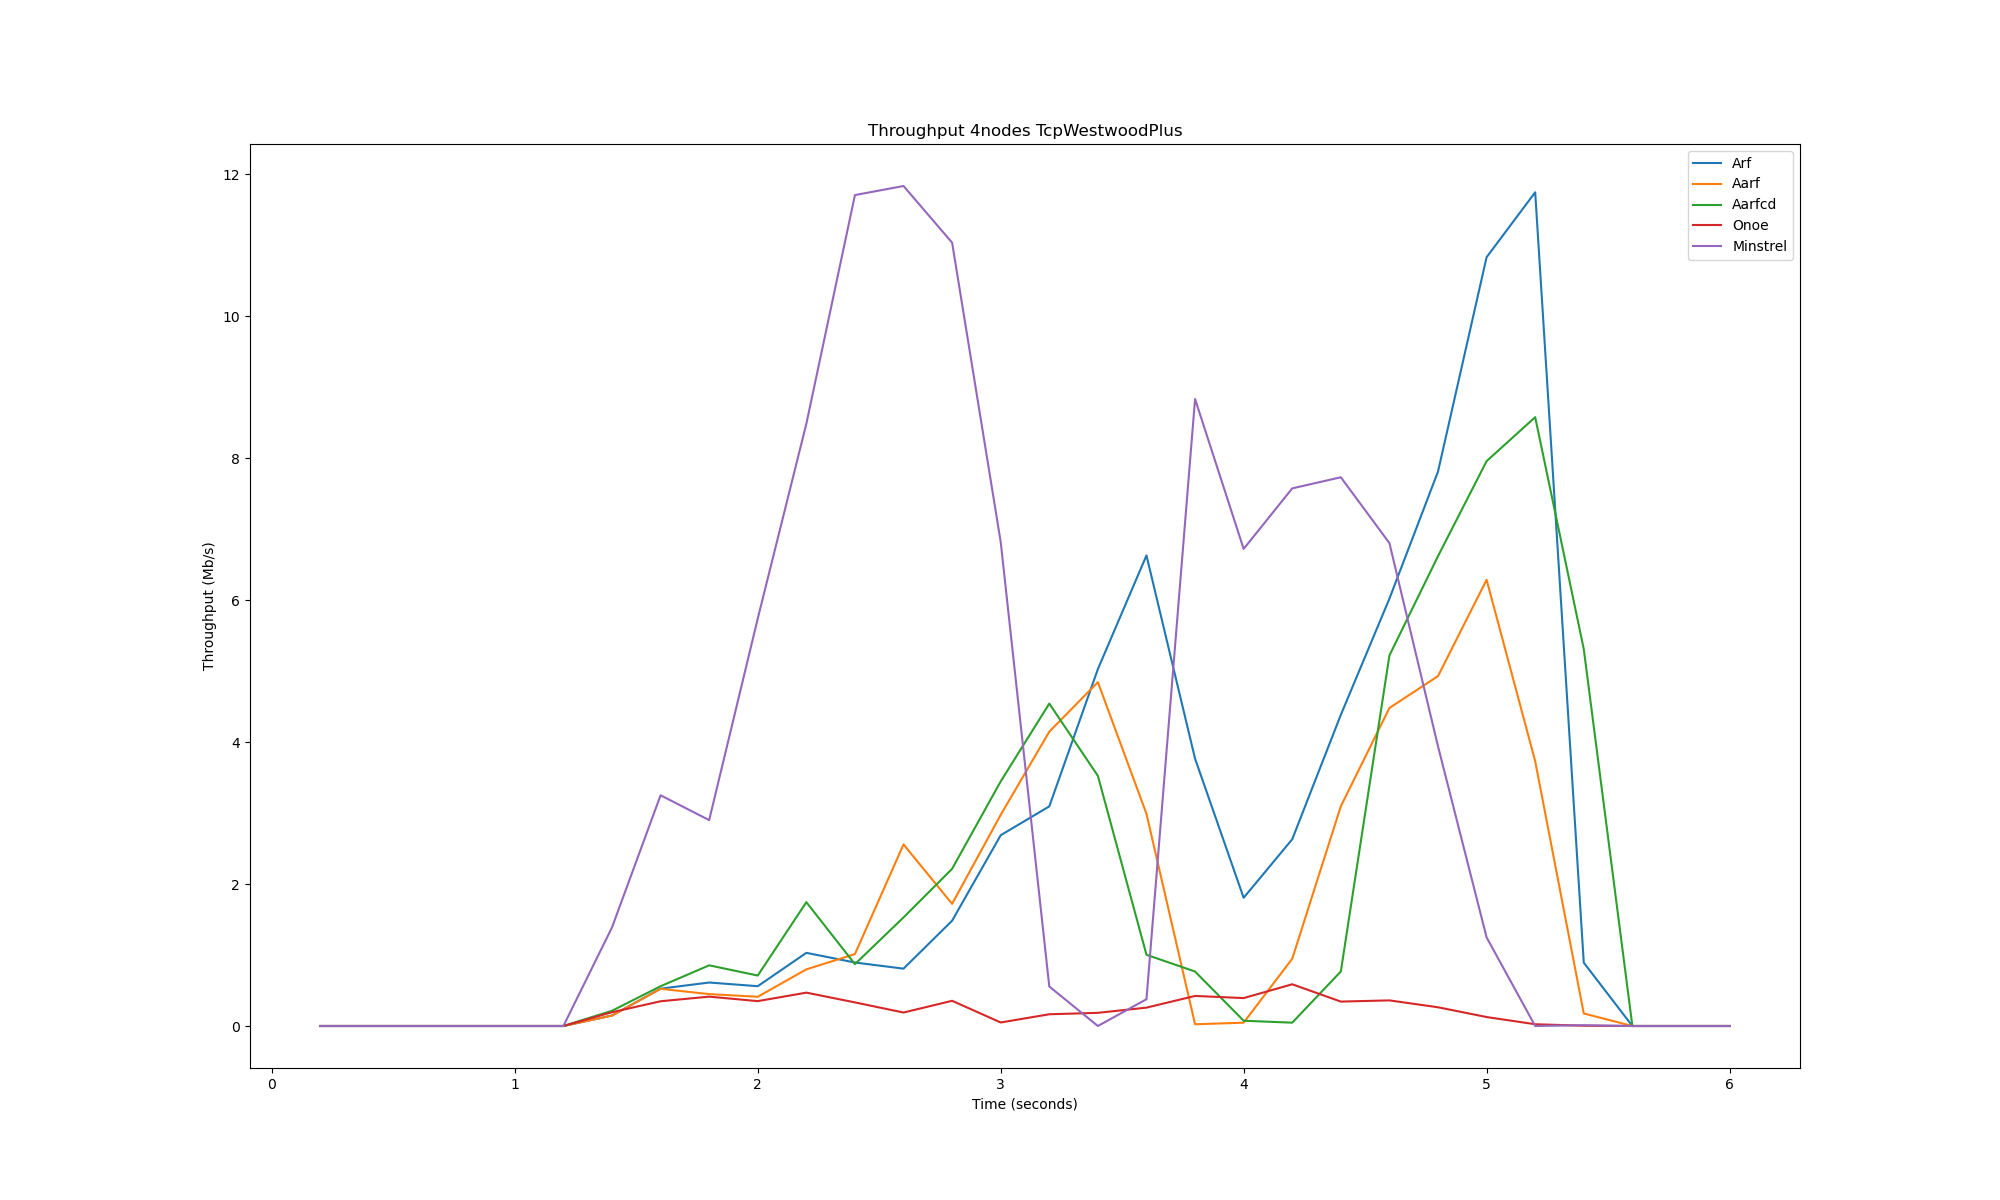 Throughput 4nodes TcpWestwoodPlus
Arf
Aarf
Aarfcd
Onoe
Minstrel
12
10
8
6
4
2
0
Throughput (Mb/s)
0 1 2 3 4 5 6
Time (seconds)